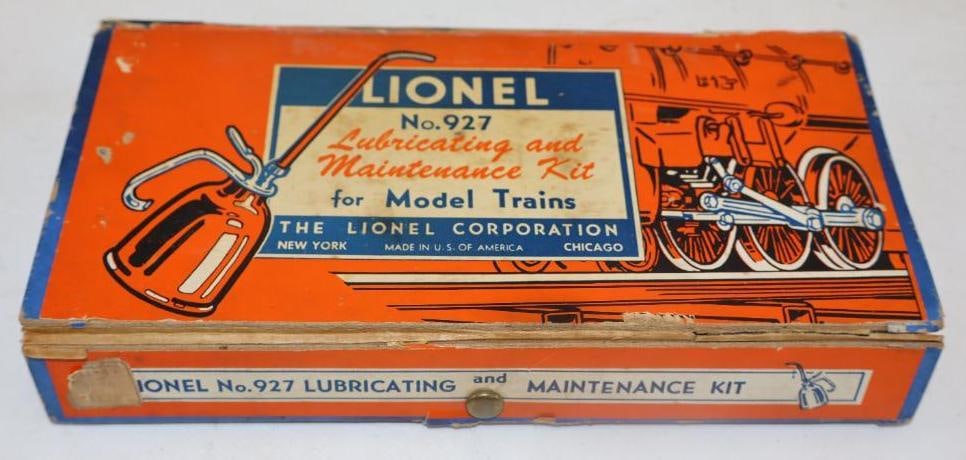 LIONEL
No.927
Lubricating and
Maintenance Kit
for Model Trains
THE LIONEL CORPORATION
NEW YORK MADE IN U.S. OF AMERICA CHICAGO
IONEL No.927 LUBRICATING and MAINTENANCE KIT